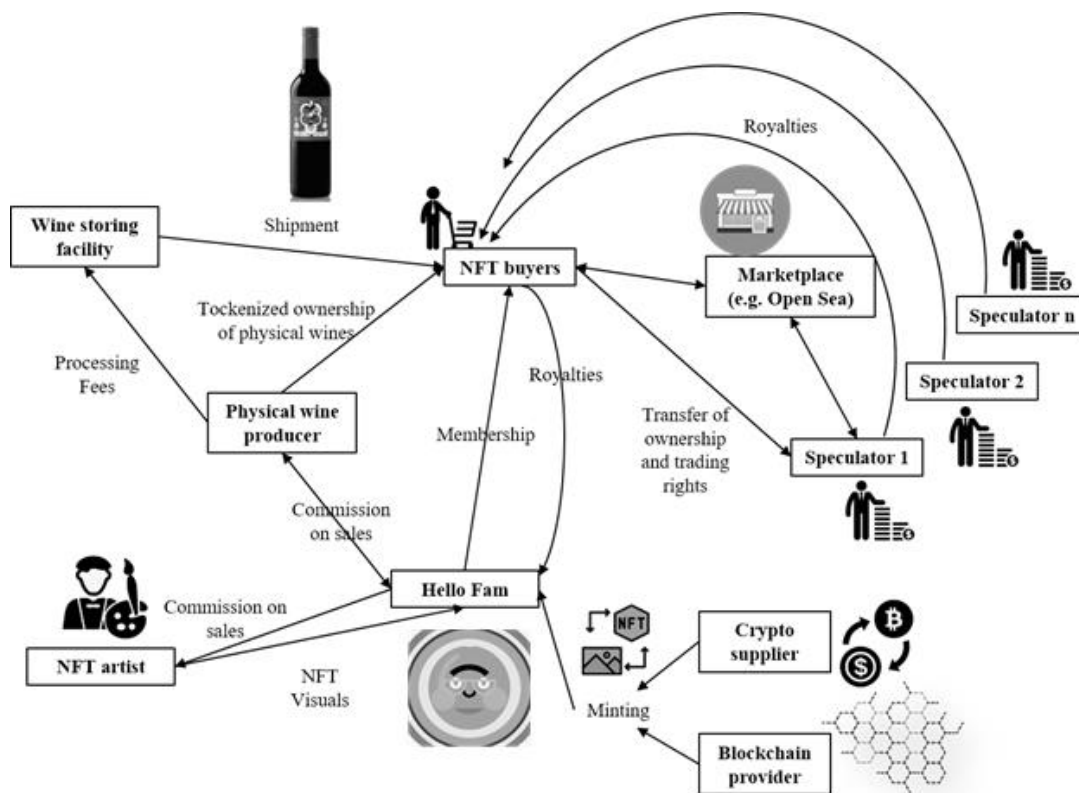 Royalties
Shipment
Wine storing
facility
NFT buyers
Marketplace
(e.g. Open Sea)
Speculator n
Tockenized ownership
of physical wines
Processing
Fees
Royalties
Speculator 2
Physical wine
producer
Membership
Transfer of
ownership
and trading
rights
Speculator 1
Commission
on sales
Hello Fam
Commission on
sales
NFT artist
NFT
Visuals
NFT
Minting
Crypto
supplier
Blockchain
provider